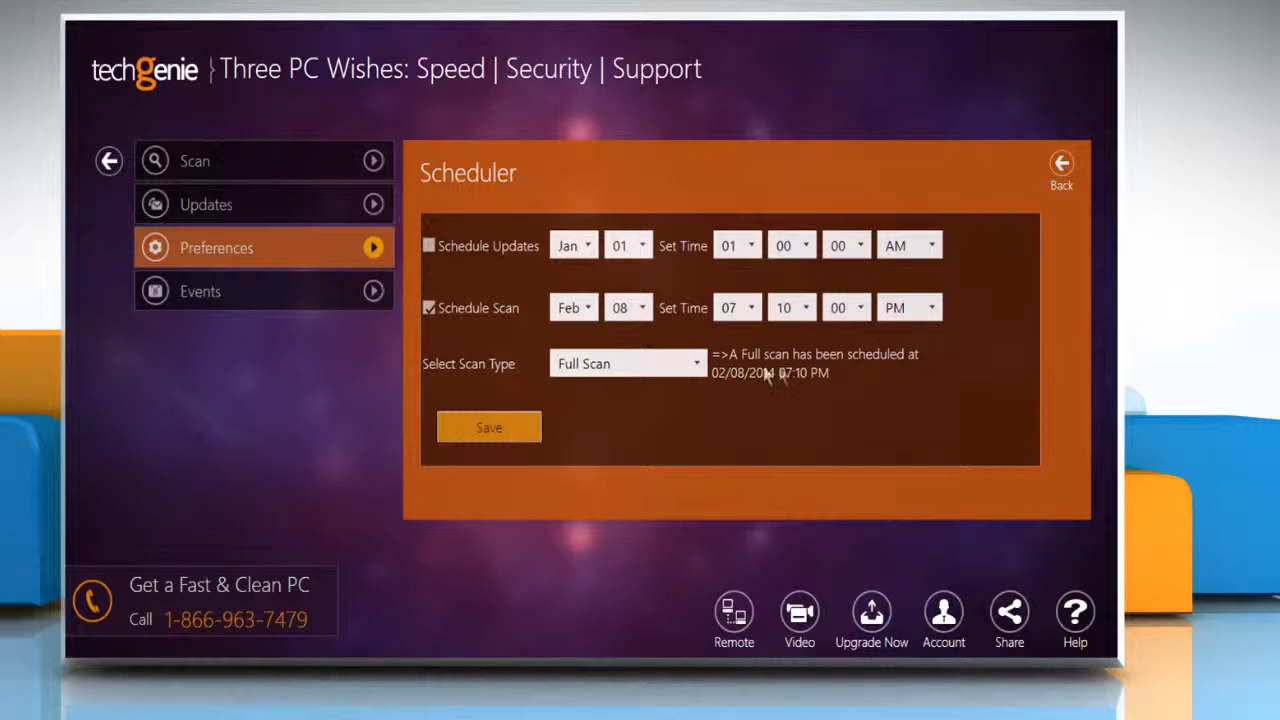 techgenie Three PC Wishes: Speed | Security | Support
Scan
Updates
Preferences
Events
Scheduler
Back
Schedule Updates Jan 01 Set Time 01 00 00 AM
Schedule Scan Feb 08 Set Time 07 10 00 PM
Select Scan Type Full Scan
=>A Full scan has been scheduled at
02/08/2014 07:10 PM
Save
Get a Fast & Clean PC
Call 1-866-963-7479
Remote Video Upgrade Now Account Share Help